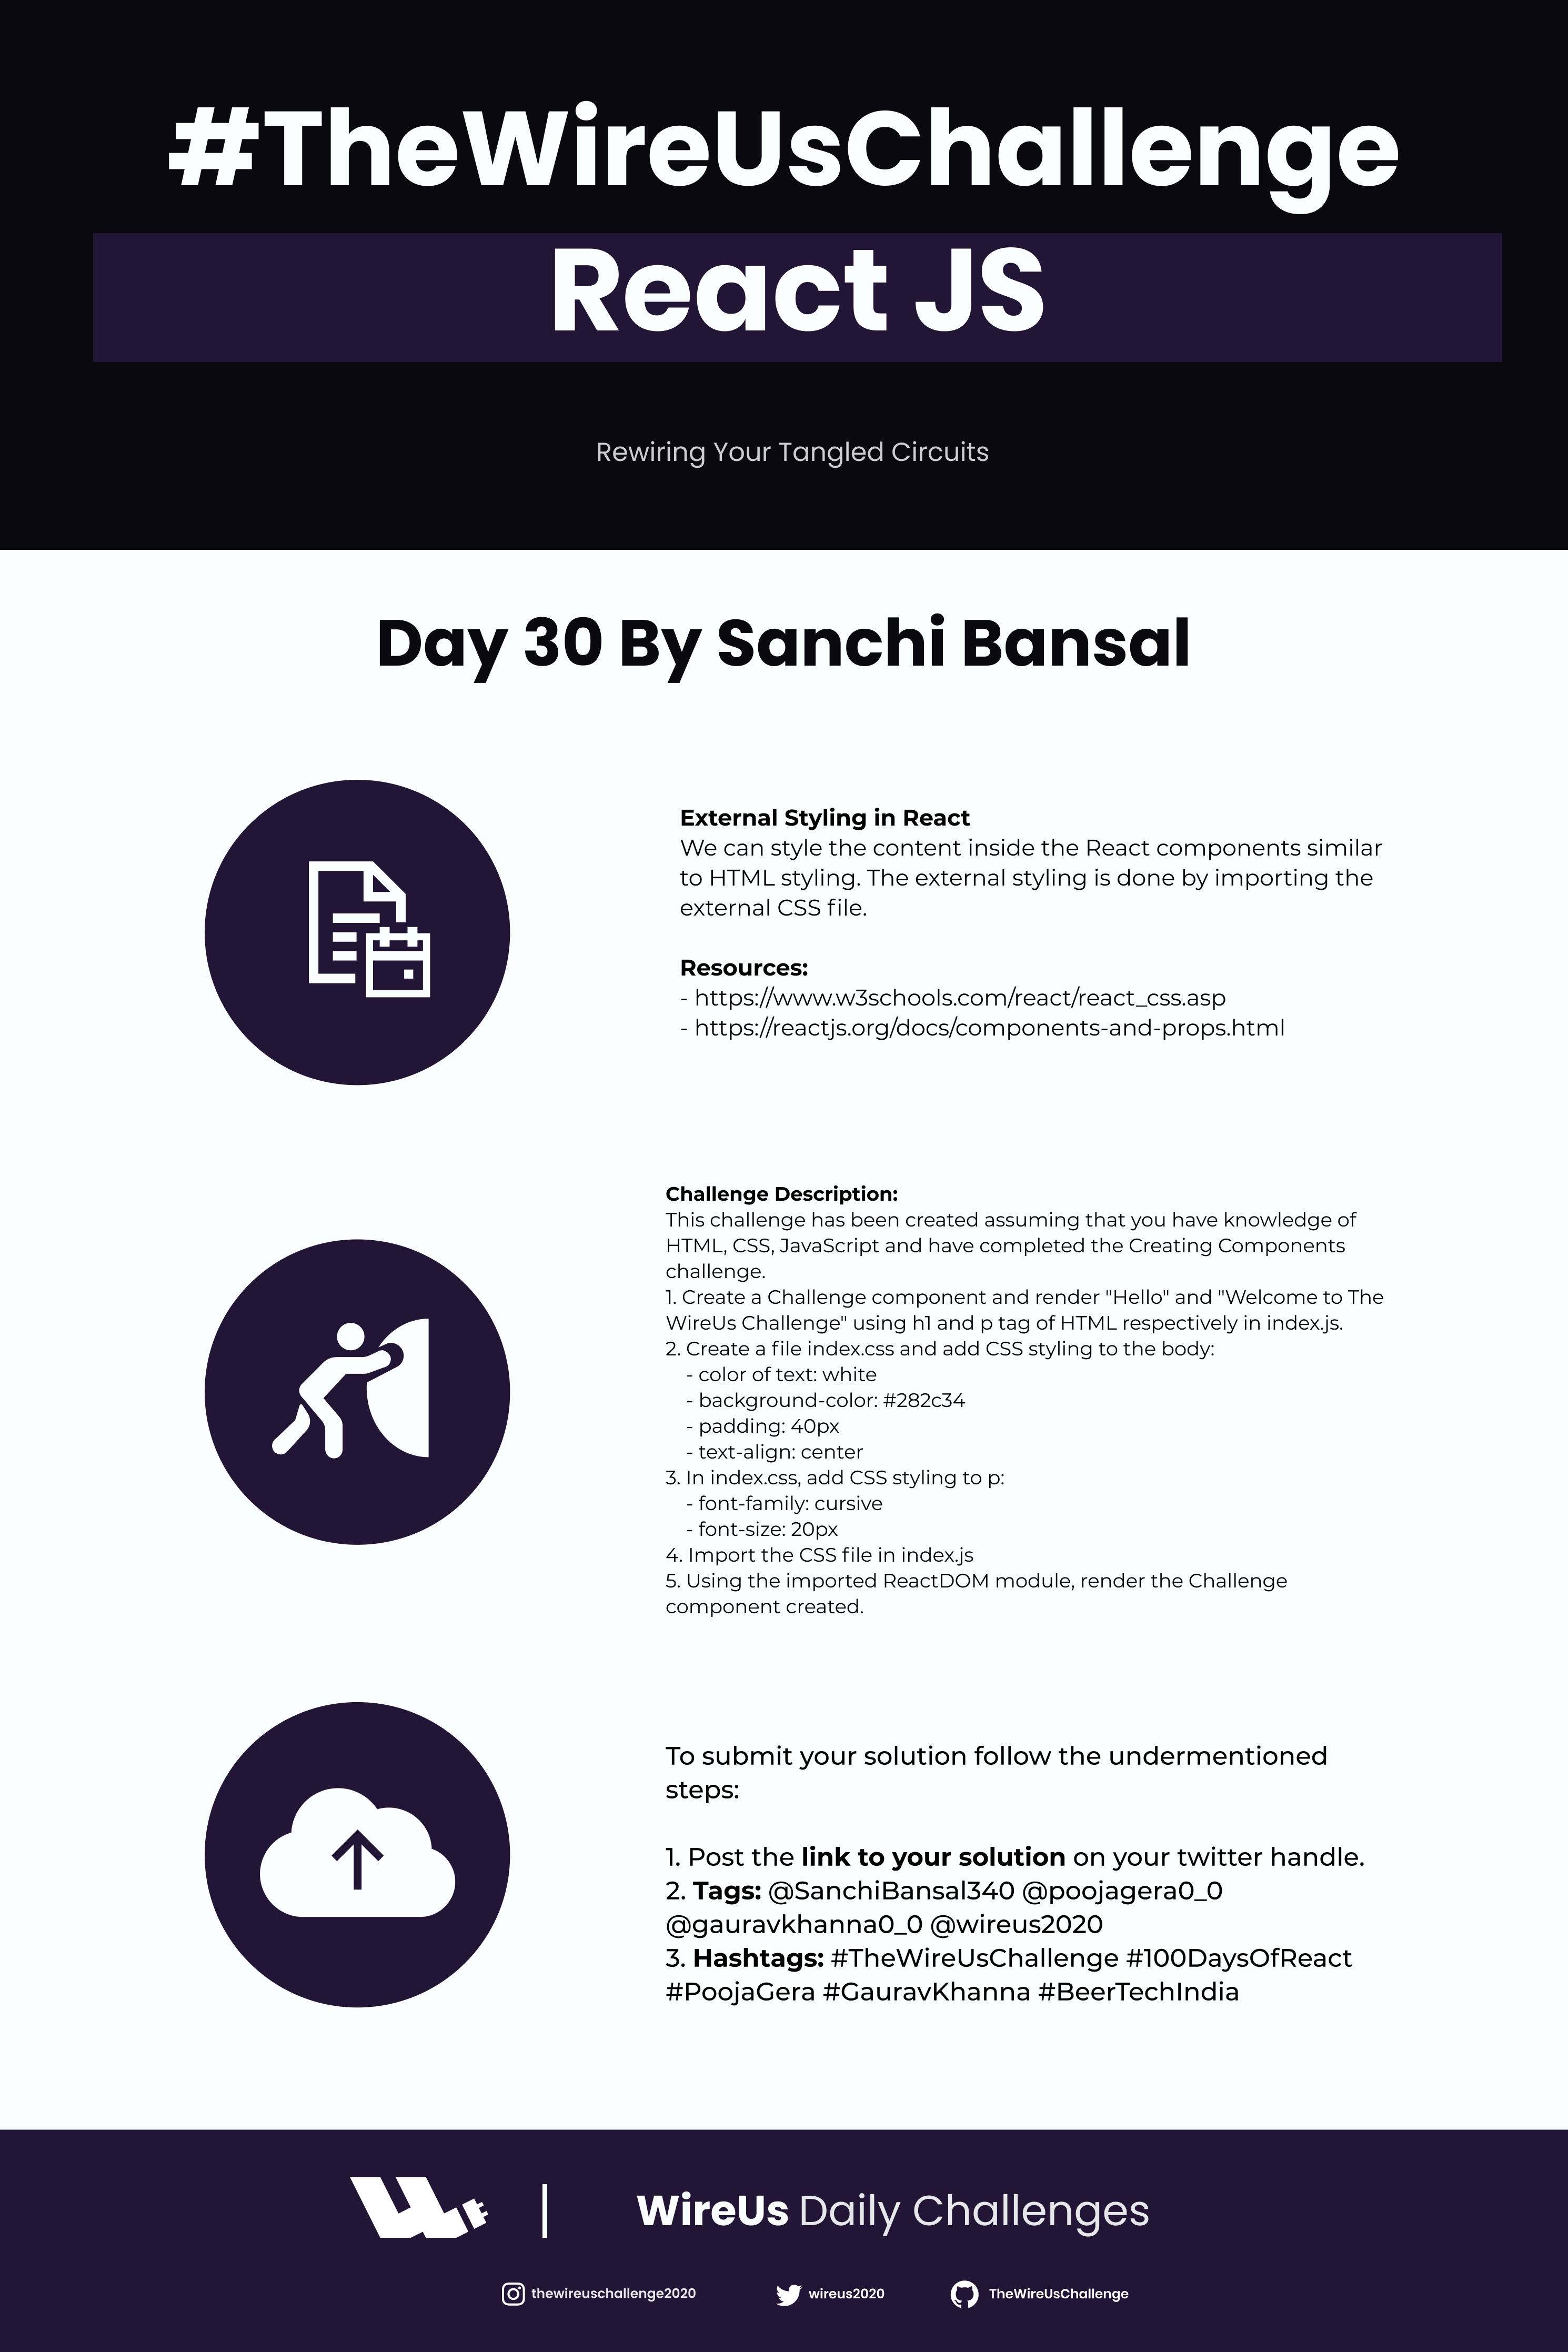 #TheWireUsChallenge
React JS
Rewiring Your Tangled Circuits
Day 30 By Sanchi Bansal
External Styling in React
We can style the content inside the React components similar
to HTML styling. The external styling is done by importing the
external CSS file.
Resources:
- https://www.w3schools.com/react/react_css.asp
- https://reactjs.org/docs/components-and-props.html
Challenge Description:
This challenge has been created assuming that you have knowledge of
HTML, CSS, JavaScript and have completed the Creating Components
challenge.
1. Create a Challenge component and render "Hello" and "Welcome to The
WireUs Challenge" using h1 and p tag of HTML respectively in index.js.
2. Create a file index.css and add CSS styling to the body:
- color of text: white
- background-color: #282c34
- padding: 40px
- text-align: center
3. In index.css, add CSS styling to p:
- font-family: cursive
- font-size: 20px
4. Import the CSS file in index.js
5. Using the imported ReactDOM module, render the Challenge
component created.
To submit your solution follow the undermentioned
steps:
1. Post the link to your solution on your twitter handle.
2. Tags: @SanchiBansal340 @poojagera0_0
@gauravkhanna0_0 @wireus2020
3. Hashtags: #TheWireUsChallenge #100DaysOfReact
#PoojaGera #GauravKhanna #BeerTechIndia
WireUs Daily Challenges
thewireuschallenge2020
wireus2020
TheWireUsChallenge